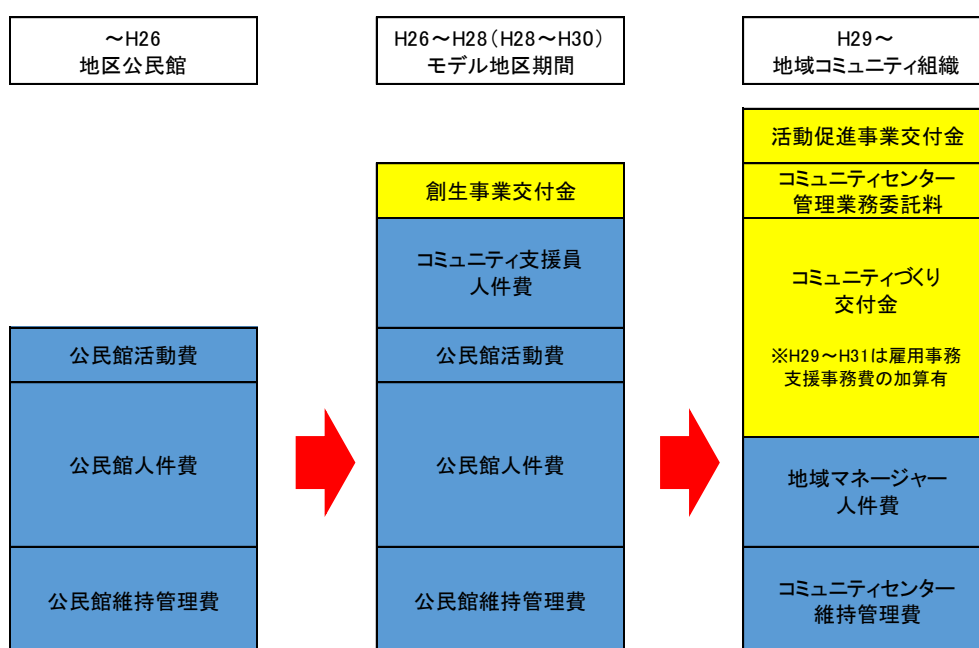 ～H26
地区公民館
公民館活動費
公民館人件費
公民館維持管理費
H26～H28（H28～H30）
モデル地区期間
創生事業交付金
コミュニティ支援員
人件費
公民館活動費
公民館人件費
公民館維持管理費
H29～
地域コミュニティ組織
活動促進事業交付金
コミュニティセンター
管理業務委託料
コミュニティづくり
交付金
※H29～H31は雇用事務
支援事務費の加算有
地域マネージャー
人件費
コミュニティセンター
維持管理費